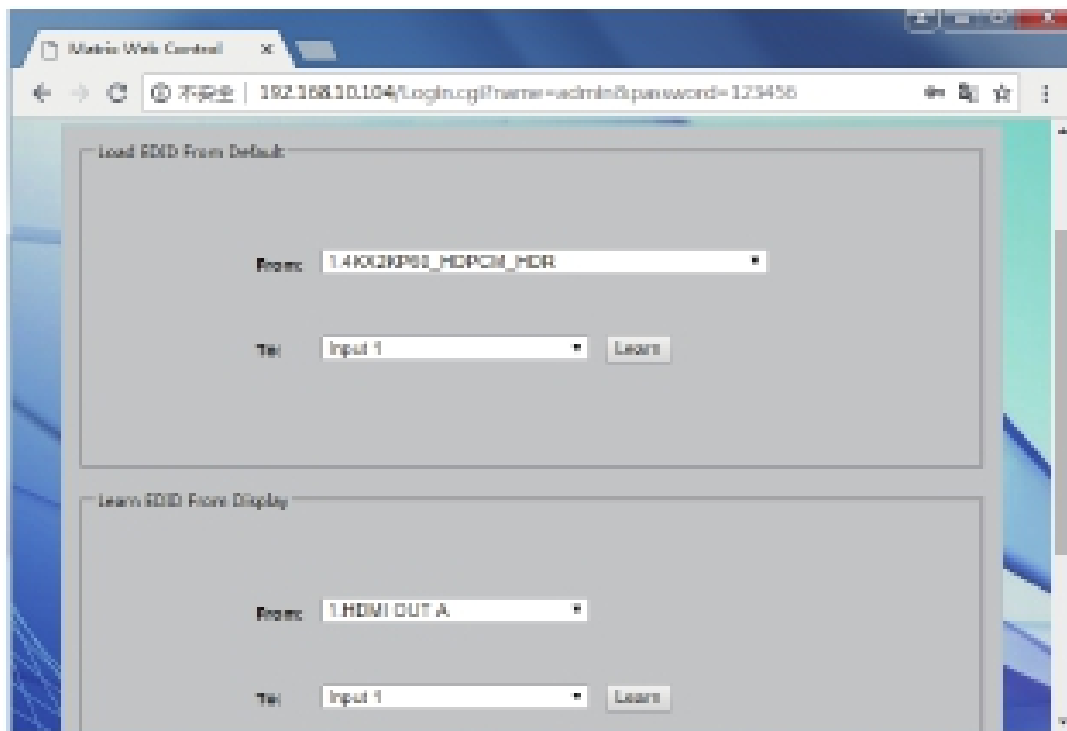 Matrix Web Control
不安全 | 192.168.10.104/Login.cgi?name=admin&password=123456
Load EDID From Default
From: 1.4KX2KP60_HDPCM_HDR
To: Input 1 Learn
Learn EDID From Display
From: 1.HDMI OUT A
To: Input 1 Learn